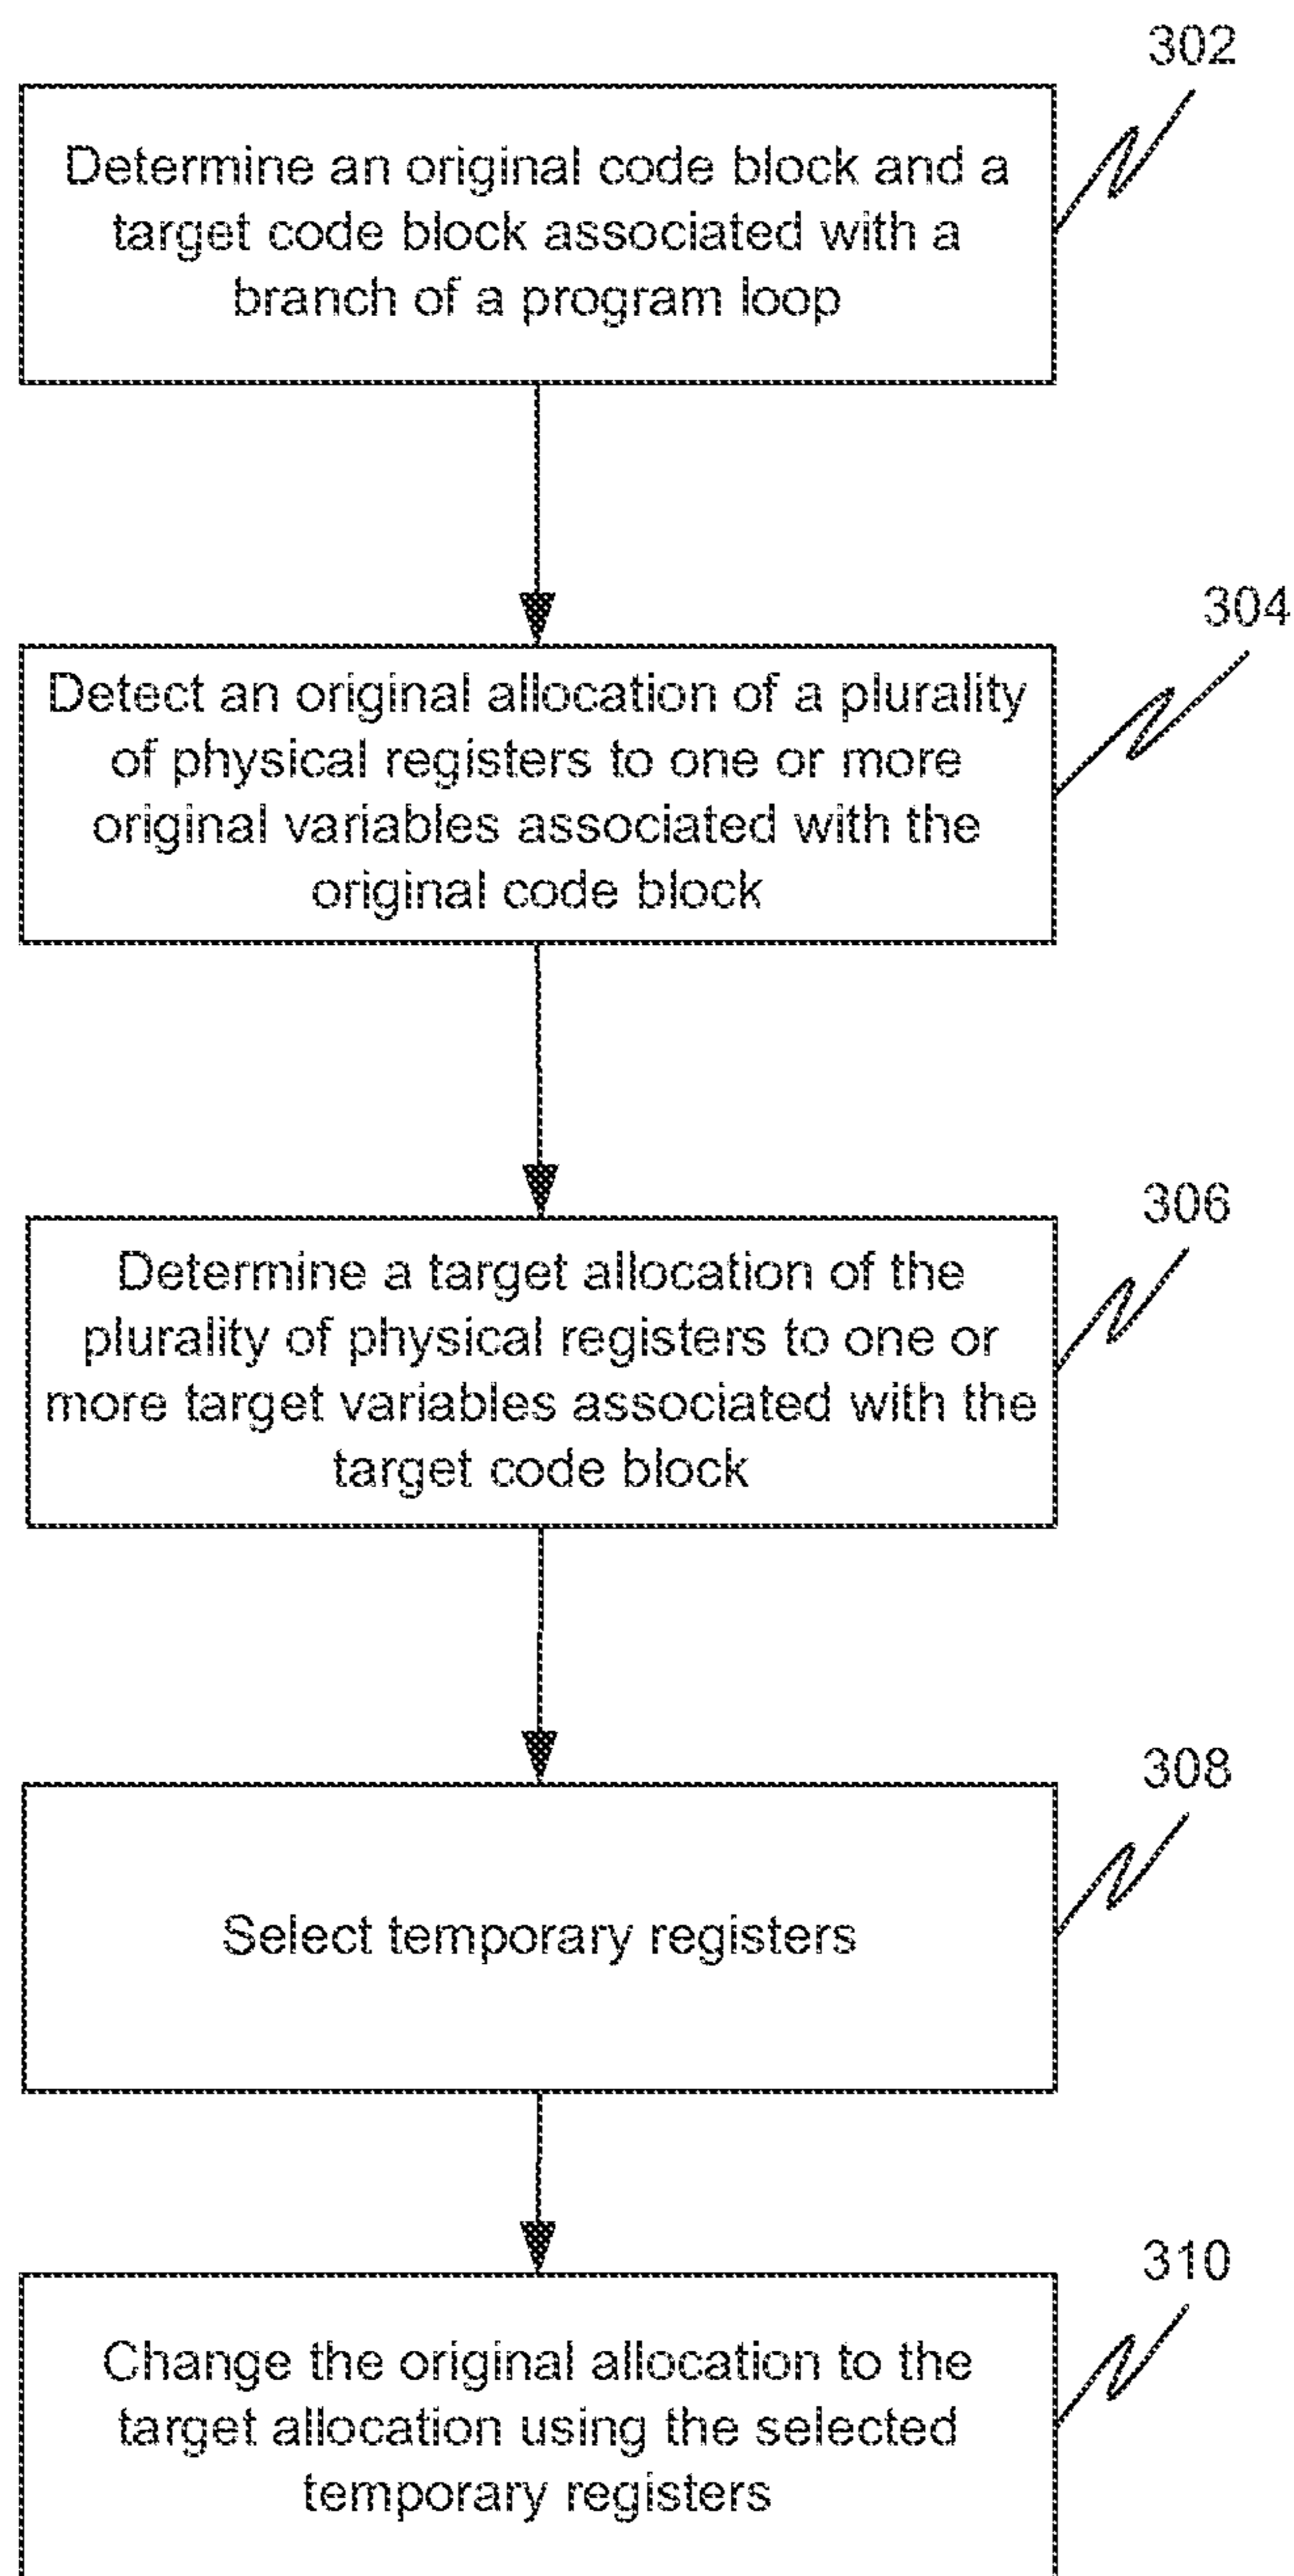 302
Determine an original code block and a
target code block associated with a
branch of a program loop
304
Detect an original allocation of a plurality
of physical registers to one or more
original variables associated with the
original code block
306
Determine a target allocation of the
plurality of physical registers to one or
more target variables associated with the
target code block
308
Select temporary registers
310
Change the original allocation to the
target allocation using the selected
temporary registers